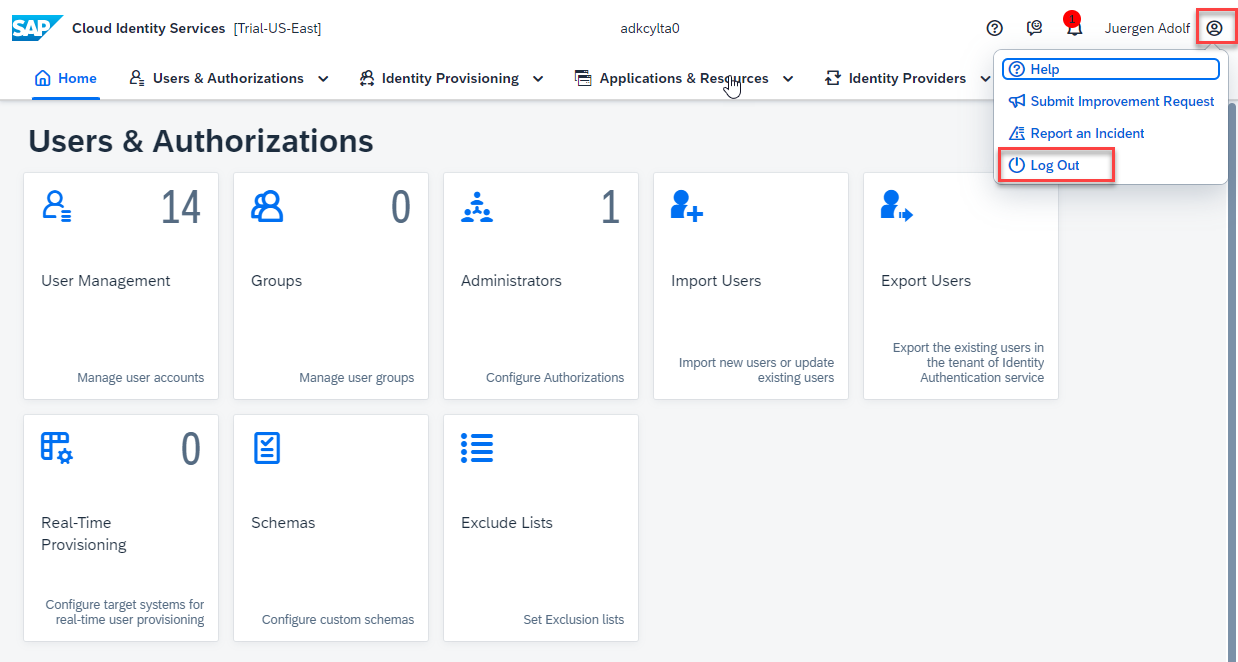 SAP Cloud Identity Services [Trial-US-East] adkcylta0 1 Juergen Adolf
Home Users & Authorizations Identity Provisioning Applications & Resources Identity Providers
Help
Submit Improvement Request
Report an Incident
Log Out
Users & Authorizations
14
User Management
Manage user accounts
0
Groups
Manage user groups
1
Administrators
Configure Authorizations
Import Users
Import new users or update
existing users
Export Users
Export the existing users in
the tenant of Identity
Authentication service
0
Real-Time
Provisioning
Configure target systems for
real-time user provisioning
Schemas
Configure custom schemas
Exclude Lists
Set Exclusion lists